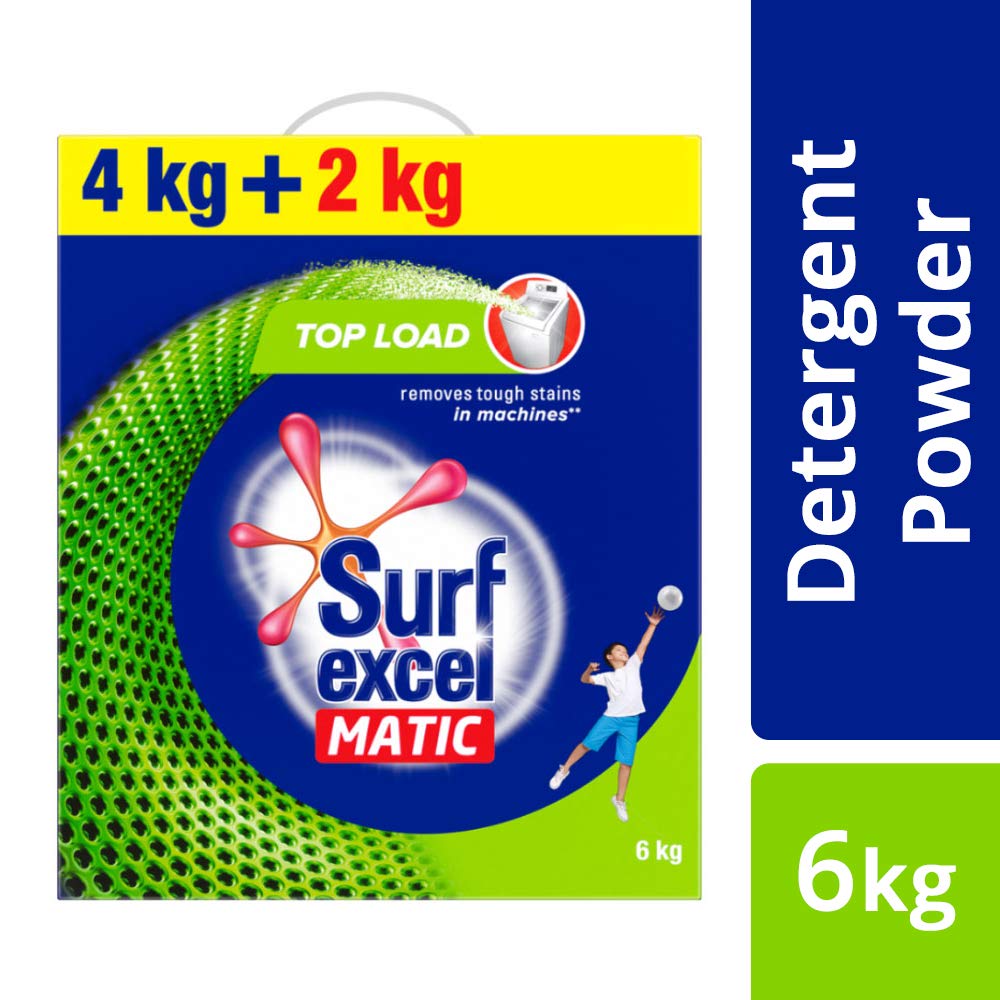 4 kg + 2 kg
TOP LOAD
removes tough stains
in machines**
Surf
excel
MATIC
6 kg
Detergent
Powder
6kg